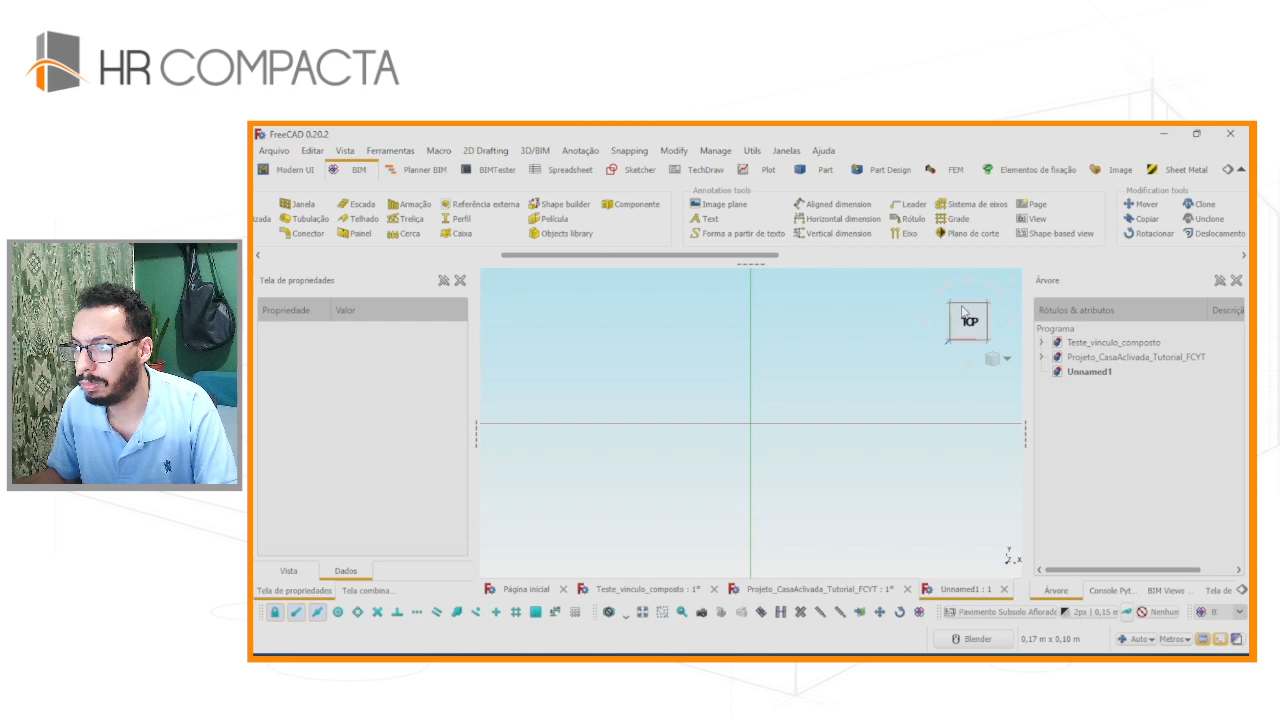 HR COMPACTA
FreeCAD 0.20.2
Arquivo Editar Vista Ferramentas Macro 2D Drafting 3D/BIM Anotação Snapping Modify Manage Utils Janelas Ajuda
Modern UI BIM Planner BIM BIMTester Spreadsheet Sketcher TechDraw Plot Part Part Design FEM Elementos de fixação Image Sheet Metal
Annotation tools Modification tools
Janela Escada Armação Referência externa Shape builder Componente Image plane Aligned dimension Leader Sistema de eixos Page Mover Clone
izada Tubulação Telhado Treliça Perfil Película Text Horizontal dimension Rótulo Grade View Copiar Unclone
Conector Painel Cerca Caixa Objects library Forma a partir de texto Vertical dimension Eixo Plano de corte Shape-based view Rotacionar Deslocamento
Tela de propriedades Árvore
Propriedade Valor Rótulos & atributos Descriçã
TOP
Programa
Teste_vinculo_composto
Projeto_CasaAclivada_Tutorial_FCYT
Unnamed1
Y
Z X
Vista Dados
Tela de propriedades Tela combina... Página inicial Teste_vinculo_composto : 1* Projeto_CasaAclivada_Tutorial_FCYT : 1* Unnamed1 : 1 Árvore Console Pyt... BIM Views ... Tela de
Pavimento Subsolo Aflorado 2px | 0,15 m Nenhum B.
Blender 0,17 m x 0,10 m Auto Metros